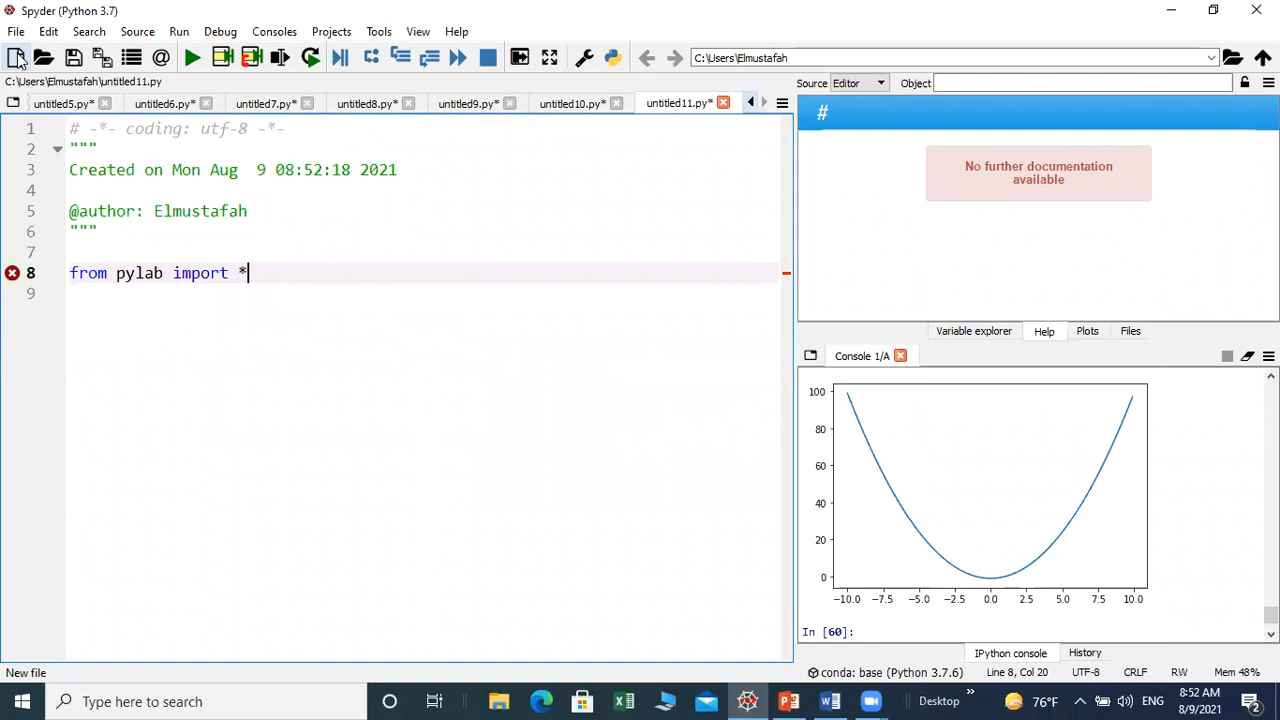 Spyder (Python 3.7)
File Edit Search Source Run Debug Consoles Projects Tools View Help
C:\Users\Elmustafah
C:\Users\Elmustafah\untitled11.py
untitled5.py* untitled6.py* untitled7.py* untitled8.py* untitled9.py* untitled10.py* untitled11.py*
1 # -*- coding: utf-8 -*-
2 """
3 Created on Mon Aug  9 08:52:18 2021
4
5 @author: Elmustafah
6 """
7
8 from pylab import *
9
Source Editor Object
#
No further documentation
available
Variable explorer Help Plots Files
Console 1/A
100
80
60
40
20
0
−10.0 −7.5 −5.0 −2.5 0.0 2.5 5.0 7.5 10.0
In [60]:
IPython console History
New file
conda: base (Python 3.7.6) Line 8, Col 20 UTF-8 CRLF RW Mem 48%
Type here to search
Desktop
76°F
ENG
8:52 AM
8/9/2021
2